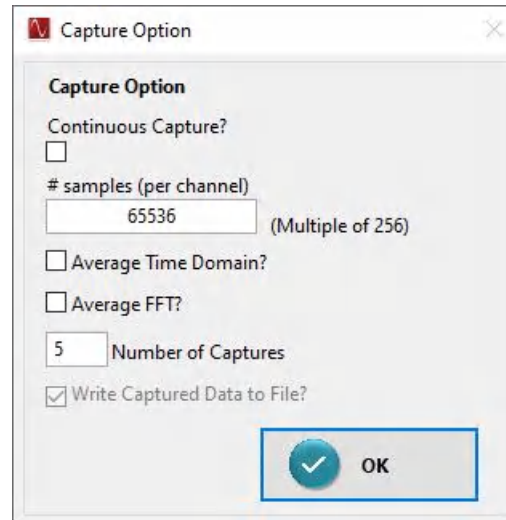 Capture Option
Capture Option
Continuous Capture?
# samples (per channel)
65536 (Multiple of 256)
Average Time Domain?
Average FFT?
5 Number of Captures
Write Captured Data to File?
OK